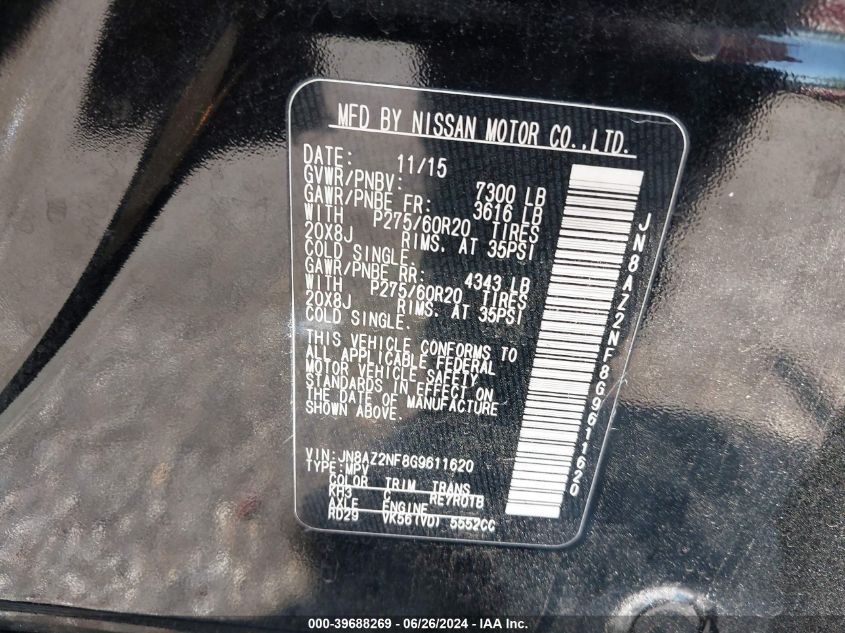 MFD BY NISSAN MOTOR CO.,LTD.
DATE: 11/15
GVWR/PNBV: 7300 LB
GAWR/PNBE FR: 3616 LB
WITH P275/60R20 TIRES
20X8J RIMS. AT 35PSI
COLD SINGLE.
GAWR/PNBE RR: 4343 LB
WITH P275/60R20 TIRES
20X8J RIMS. AT 35PSI
COLD SINGLE.
THIS VEHICLE CONFORMS TO
ALL APPLICABLE FEDERAL
MOTOR VEHICLE SAFETY
STANDARDS IN EFFECT ON
THE DATE OF MANUFACTURE
SHOWN ABOVE.
VIN:JN8AZ2NF8G9611620
TYPE:MPV
COLOR TRIM TRANS
KH3 C RE7R01B
AXLE ENGINE
RD29 VK56(VD) 5552CC
JN8AZ2NF8G9611620
000-39688269 - 06/26/2024 - IAA Inc.